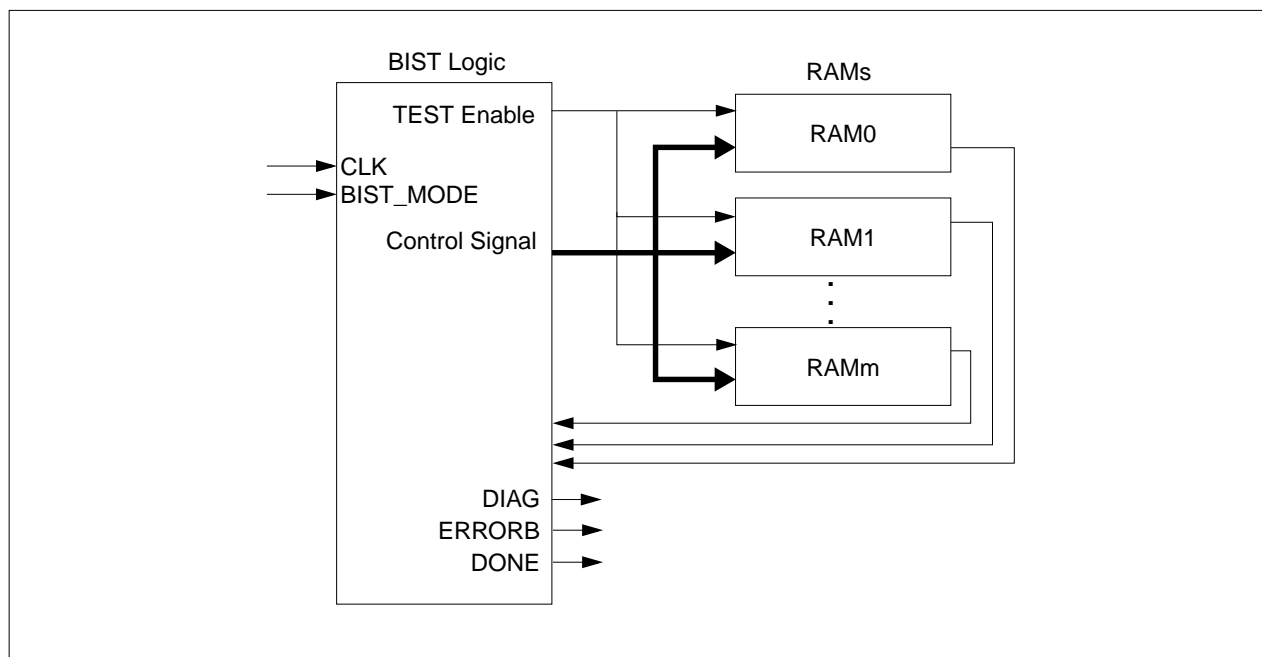 BIST Logic
RAMs
TEST Enable
RAM0
CLK
BIST_MODE
Control Signal
RAM1
RAMm
DIAG
ERRORB
DONE